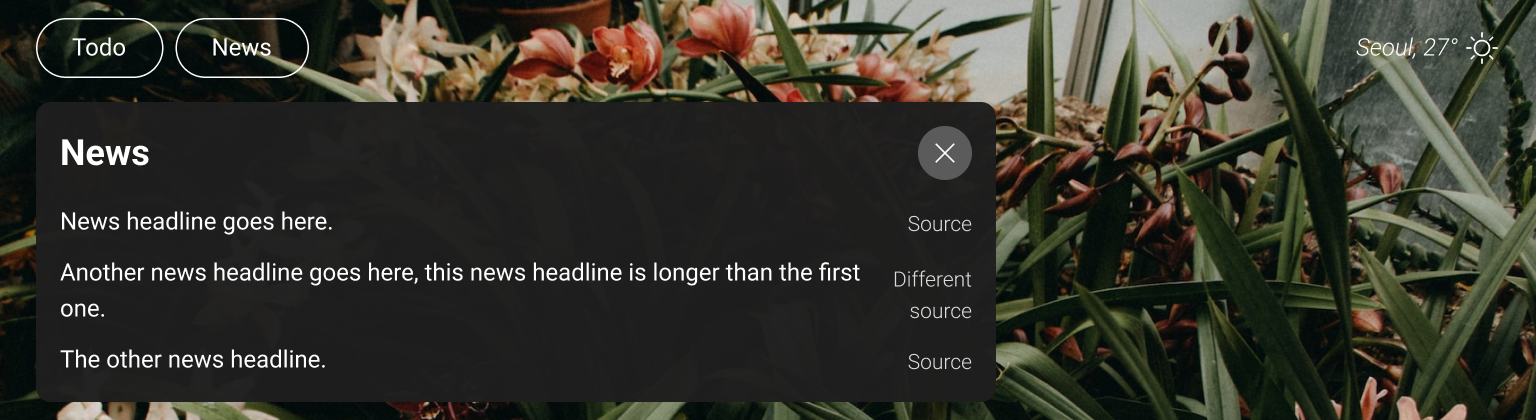 Todo
News
Seoul, 27°
News
News headline goes here.
Source
Another news headline goes here, this news headline is longer than the first
one.
Different
source
The other news headline.
Source